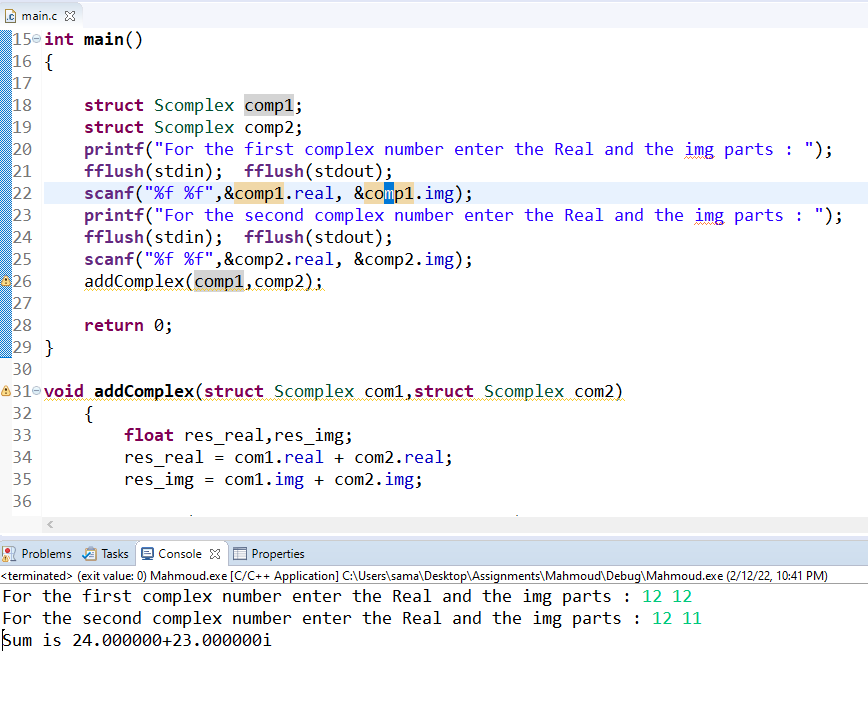 main.c
15 int main()
16 {
17
18 struct Scomplex comp1;
19 struct Scomplex comp2;
20 printf("For the first complex number enter the Real and the img parts : ");
21 fflush(stdin); fflush(stdout);
22 scanf("%f %f",&comp1.real, &comp1.img);
23 printf("For the second complex number enter the Real and the img parts : ");
24 fflush(stdin); fflush(stdout);
25 scanf("%f %f",&comp2.real, &comp2.img);
26 addComplex(comp1,comp2);
27
28 return 0;
29 }
30
31 void addComplex(struct Scomplex com1,struct Scomplex com2)
32 {
33 float res_real,res_img;
34 res_real = com1.real + com2.real;
35 res_img = com1.img + com2.img;
36
Problems Tasks Console Properties
<terminated> (exit value: 0) Mahmoud.exe [C/C++ Application] C:\Users\sama\Desktop\Assignments\Mahmoud\Debug\Mahmoud.exe (2/12/22, 10:41 PM)
For the first complex number enter the Real and the img parts : 12 12
For the second complex number enter the Real and the img parts : 12 11
Sum is 24.000000+23.000000i